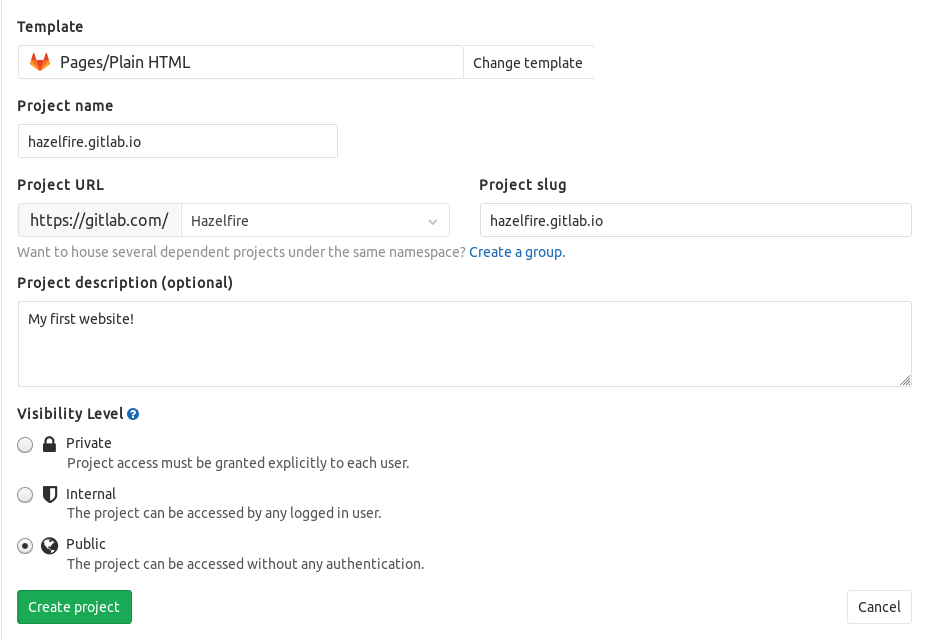 Template
Pages/Plain HTML Change template
Project name
hazelfire.gitlab.io
Project URL Project slug
https://gitlab.com/ Hazelfire hazelfire.gitlab.io
Want to house several dependent projects under the same namespace? Create a group.
Project description (optional)
My first website!
Visibility Level ?
Private
Project access must be granted explicitly to each user.
Internal
The project can be accessed by any logged in user.
Public
The project can be accessed without any authentication.
Create project Cancel